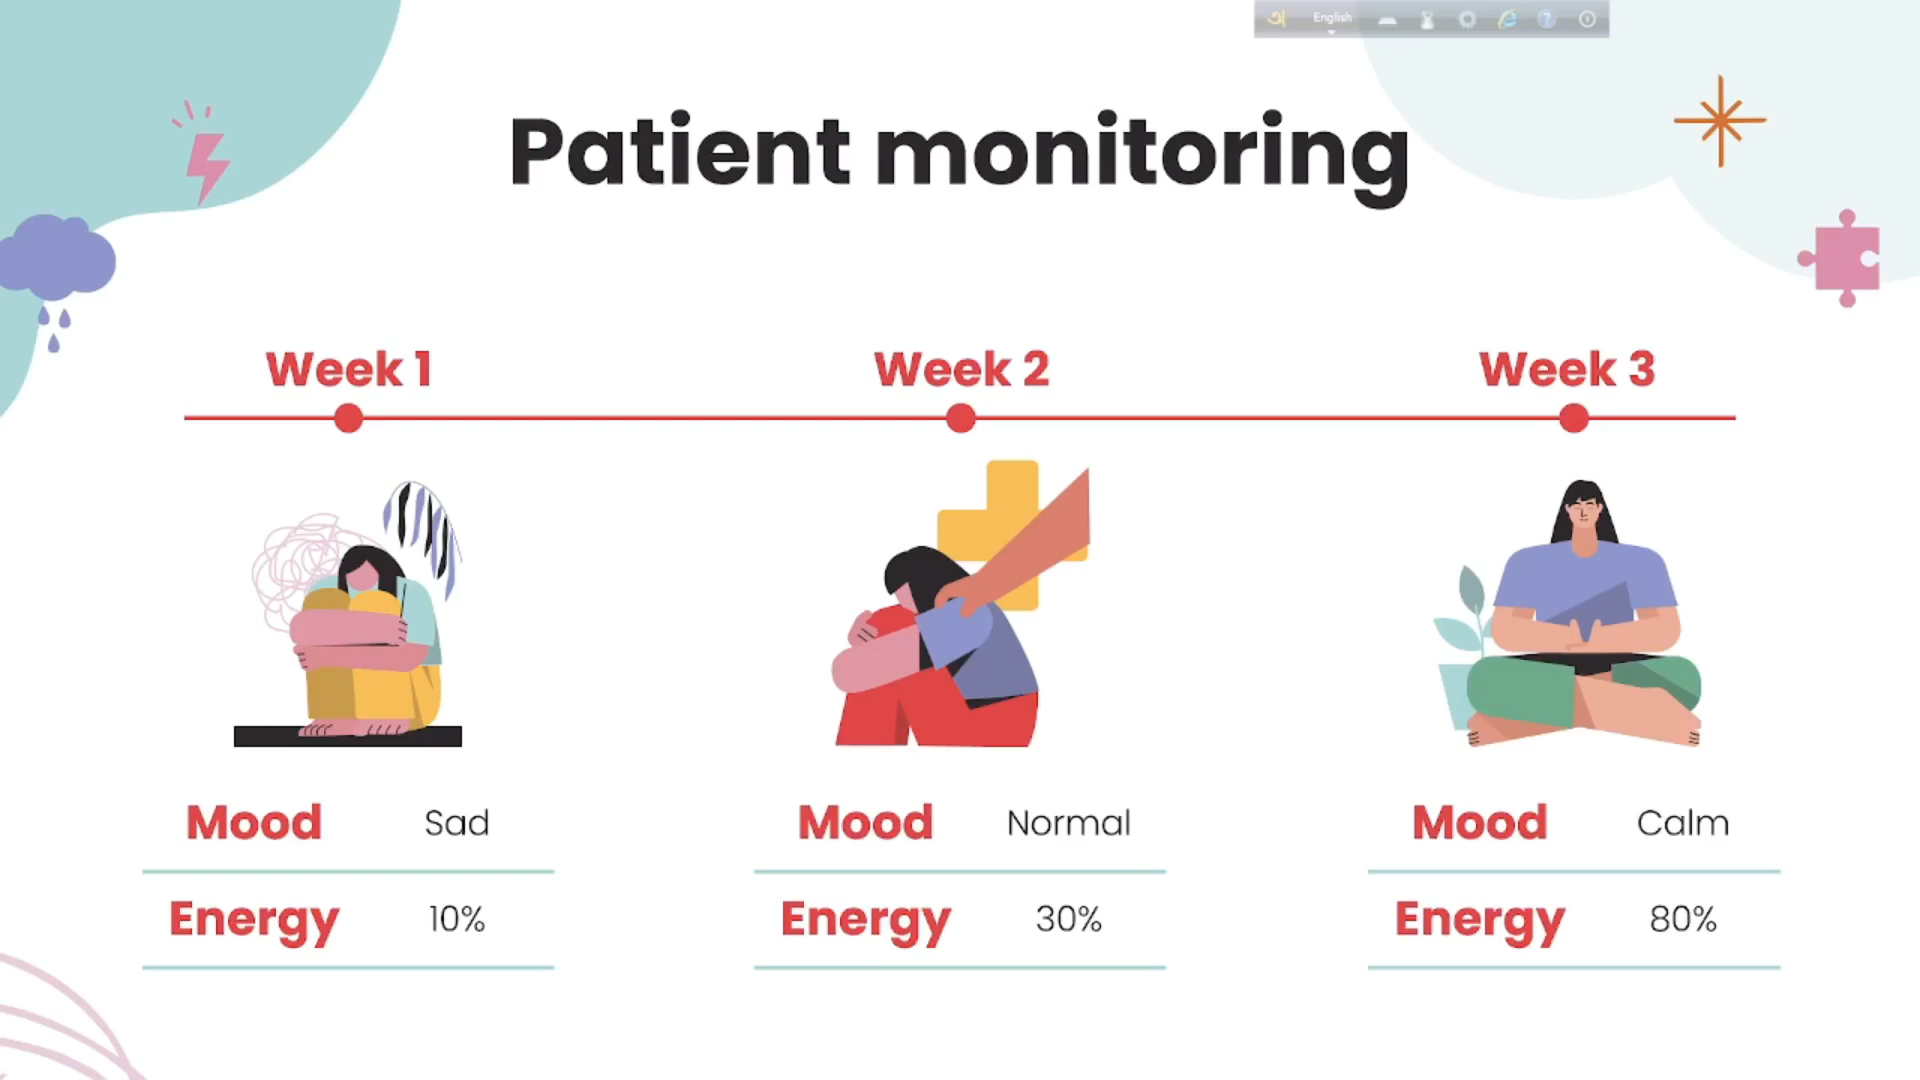 অ English
Patient monitoring
Week 1 Week 2 Week 3
Mood Sad Mood Normal Mood Calm
Energy 10% Energy 30% Energy 80%